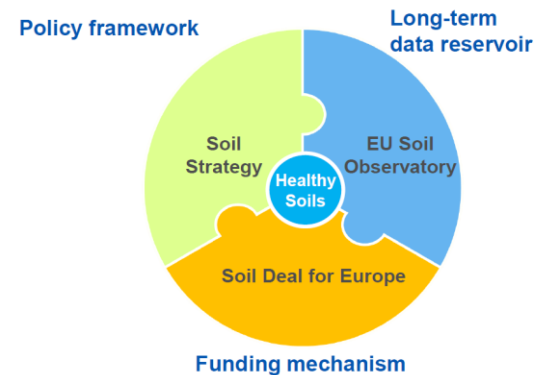 Policy framework
Long-term
data reservoir
Soil
Strategy
EU Soil
Observatory
Healthy
Soils
Soil Deal for Europe
Funding mechanism